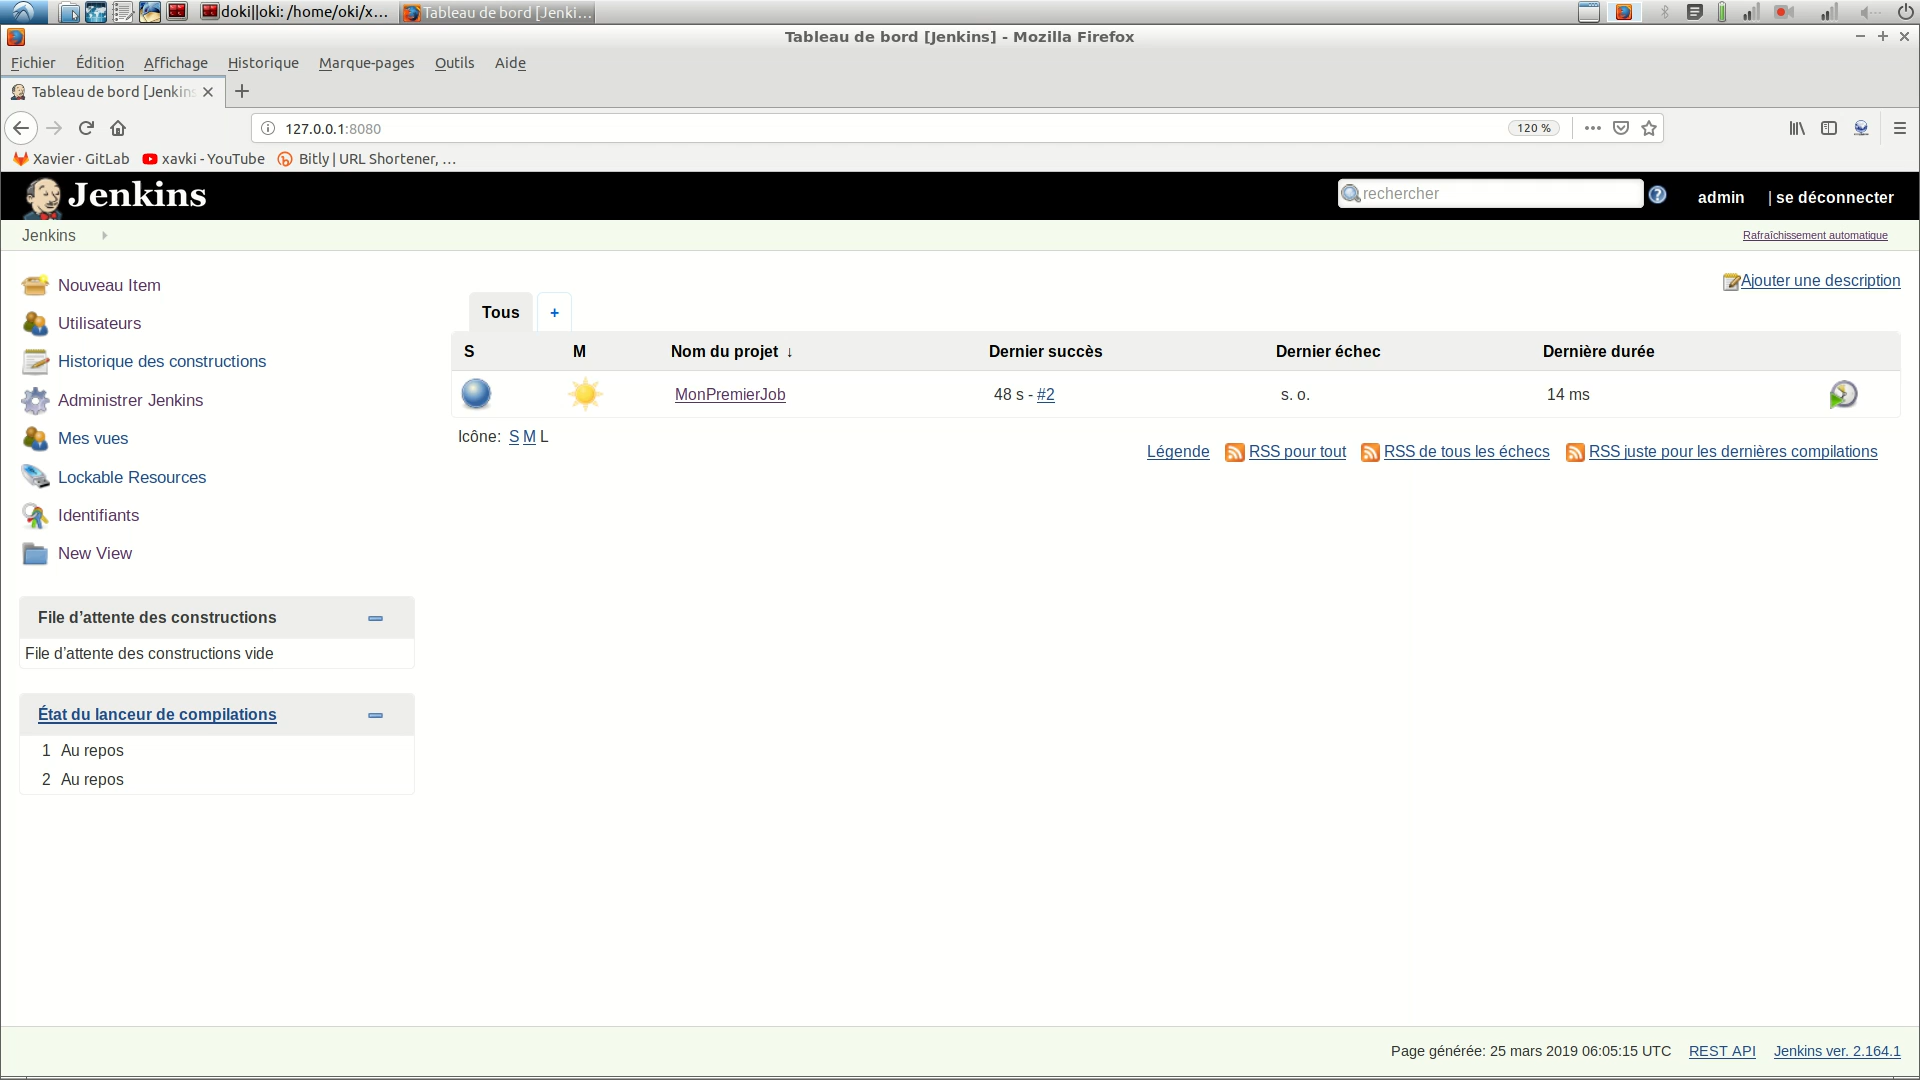 doki||oki: /home/oki/x...
Tableau de bord [Jenki...
Tableau de bord [Jenkins] - Mozilla Firefox
Fichier Édition Affichage Historique Marque-pages Outils Aide
Tableau de bord [Jenkins
127.0.0.1:8080
120 %
Xavier · GitLab
xavki - YouTube
Bitly | URL Shortener, ...
Jenkins
rechercher
admin
| se déconnecter
Jenkins
Rafraîchissement automatique
Nouveau Item
Utilisateurs
Historique des constructions
Administrer Jenkins
Mes vues
Lockable Resources
Identifiants
New View
File d’attente des constructions
File d’attente des constructions vide
État du lanceur de compilations
1 Au repos
2 Au repos
Ajouter une description
Tous +
S M Nom du projet ↓ Dernier succès Dernier échec Dernière durée
MonPremierJob 48 s - #2 s. o. 14 ms
Icône: S M L
Légende RSS pour tout RSS de tous les échecs RSS juste pour les dernières compilations
Page générée: 25 mars 2019 06:05:15 UTC REST API Jenkins ver. 2.164.1